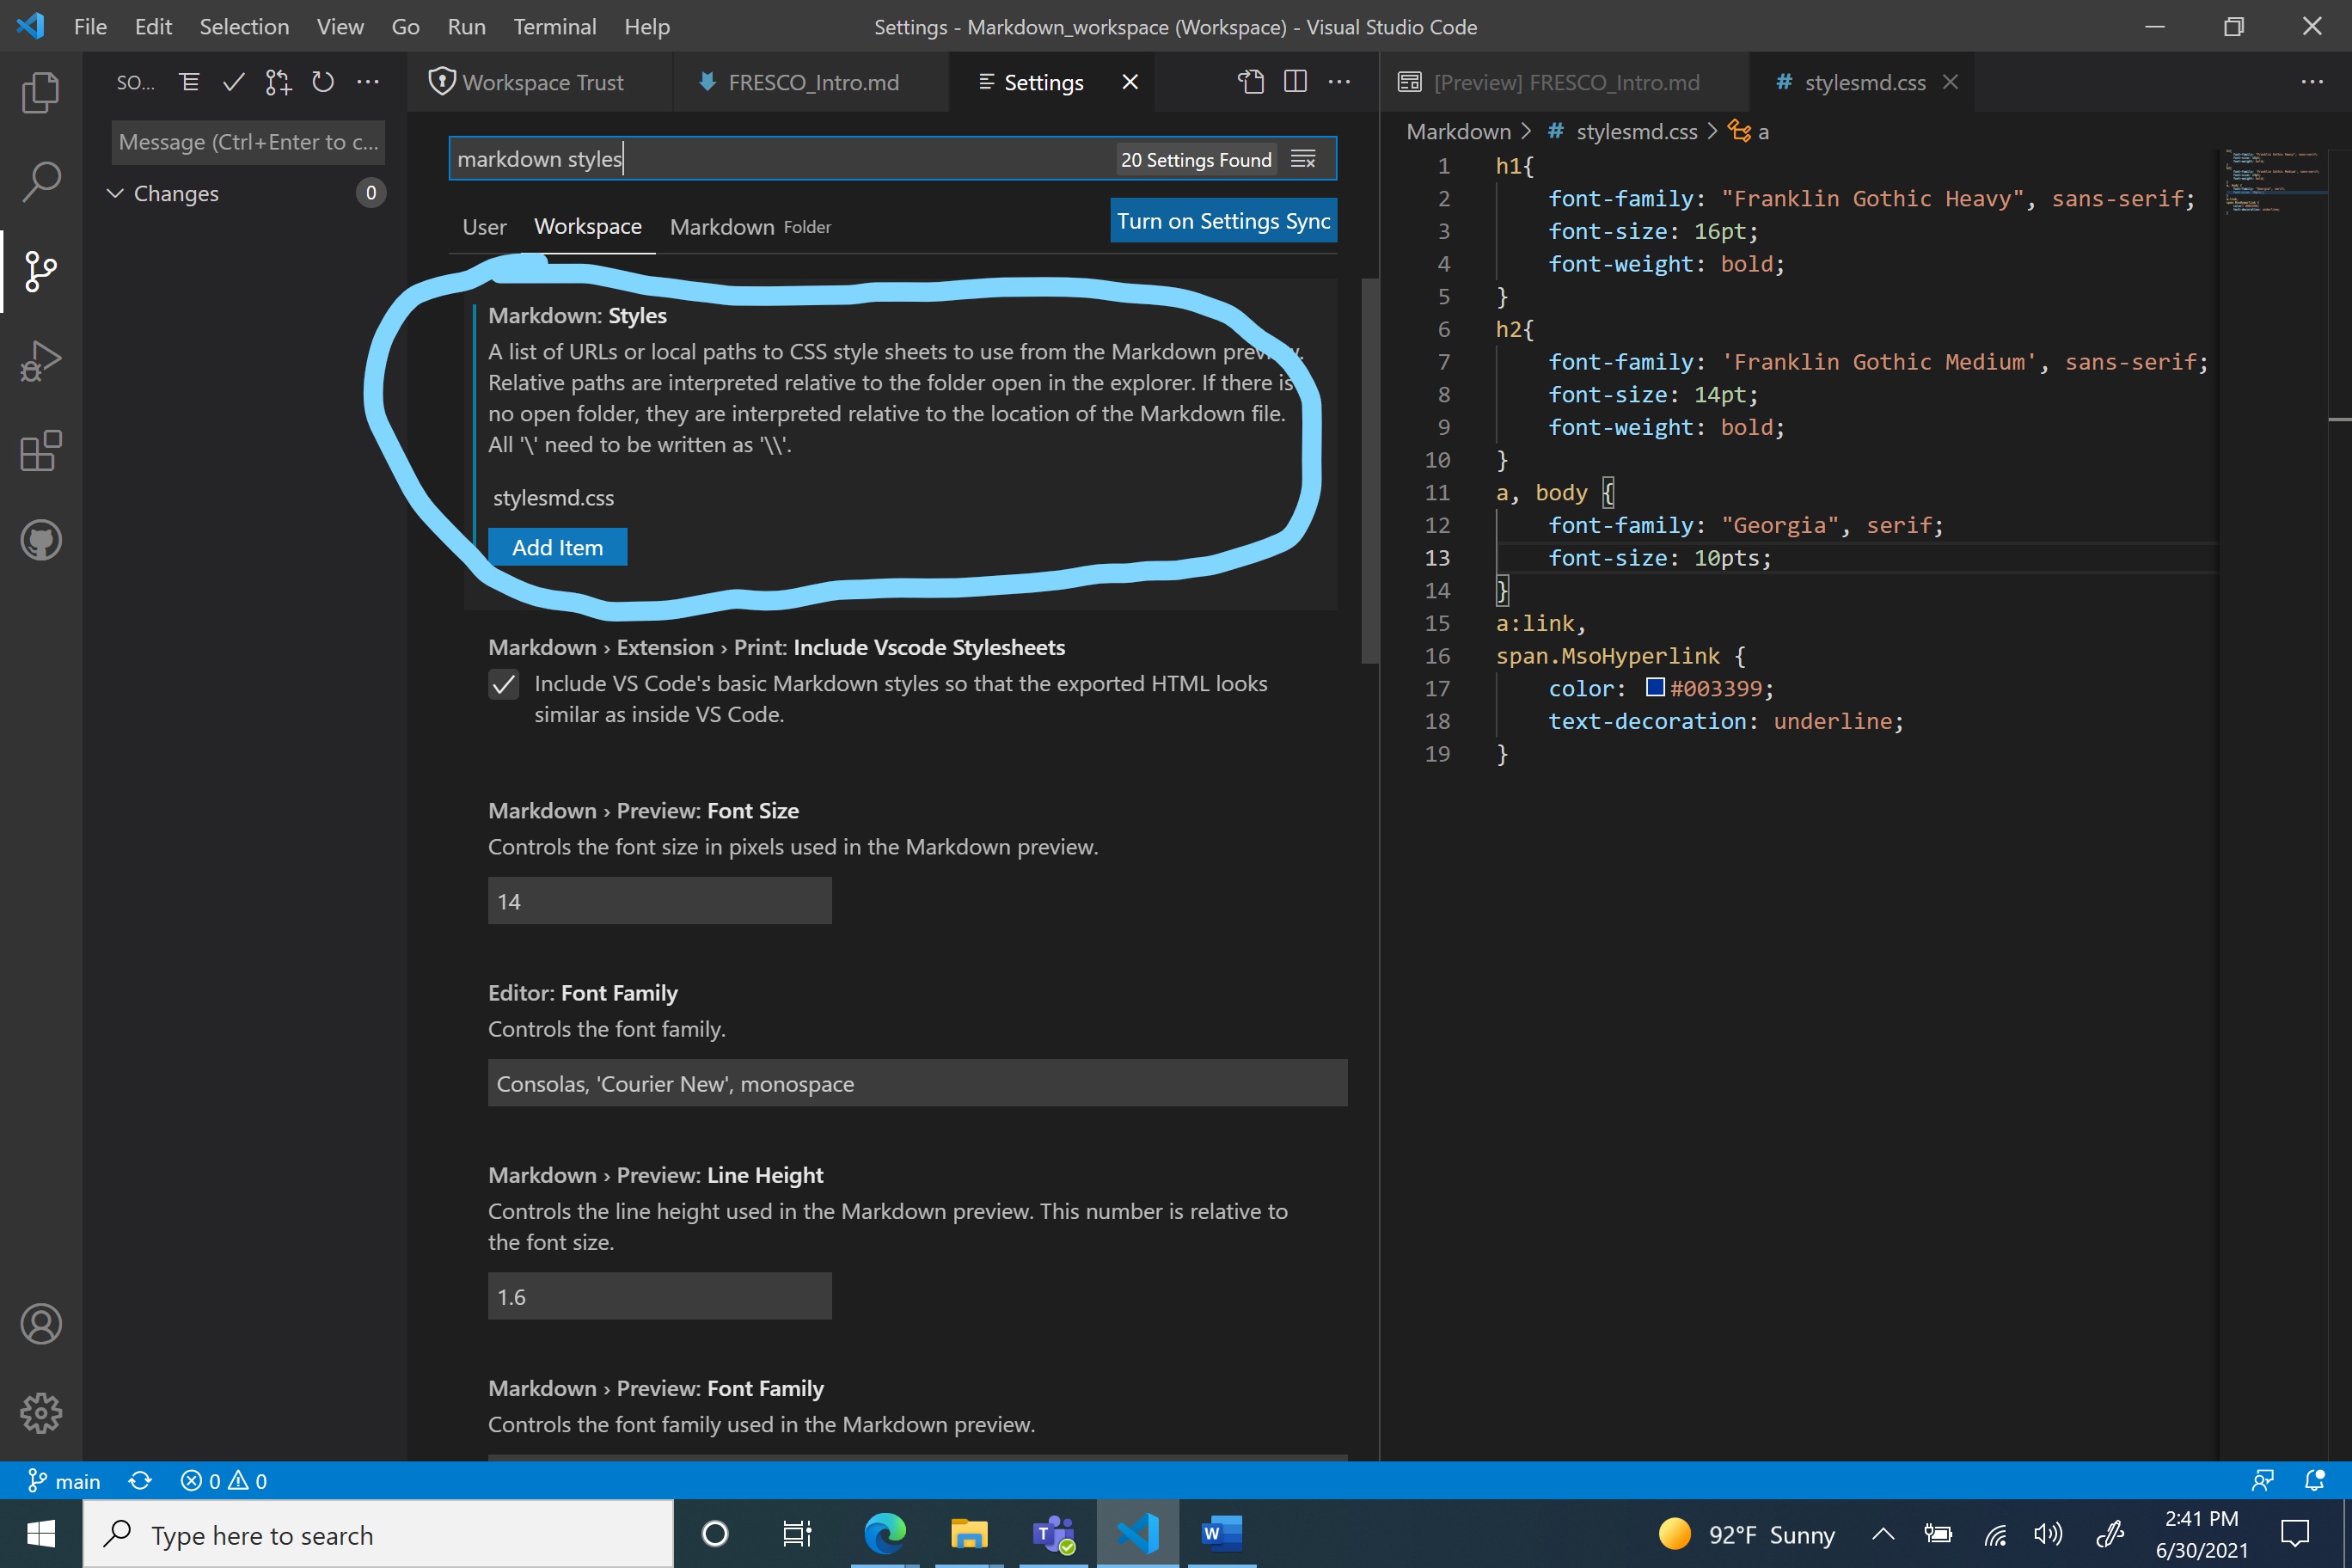 File Edit Selection View Go Run Terminal Help
Settings - Markdown_workspace (Workspace) - Visual Studio Code
SO...
Message (Ctrl+Enter to c...
Changes 0
Workspace Trust
FRESCO_Intro.md
Settings
markdown styles
20 Settings Found
User Workspace Markdown Folder
Turn on Settings Sync
Markdown: Styles
A list of URLs or local paths to CSS style sheets to use from the Markdown preview.
Relative paths are interpreted relative to the folder open in the explorer. If there is
no open folder, they are interpreted relative to the location of the Markdown file.
All '\' need to be written as '\\'.
stylesmd.css
Add Item
Markdown › Extension › Print: Include Vscode Stylesheets
Include VS Code's basic Markdown styles so that the exported HTML looks
similar as inside VS Code.
Markdown › Preview: Font Size
Controls the font size in pixels used in the Markdown preview.
14
Editor: Font Family
Controls the font family.
Consolas, 'Courier New', monospace
Markdown › Preview: Line Height
Controls the line height used in the Markdown preview. This number is relative to
the font size.
1.6
Markdown › Preview: Font Family
Controls the font family used in the Markdown preview.
[Preview] FRESCO_Intro.md
# stylesmd.css
Markdown > # stylesmd.css > a
1 h1{
2 font-family: "Franklin Gothic Heavy", sans-serif;
3 font-size: 16pt;
4 font-weight: bold;
5 }
6 h2{
7 font-family: 'Franklin Gothic Medium', sans-serif;
8 font-size: 14pt;
9 font-weight: bold;
10 }
11 a, body {
12 font-family: "Georgia", serif;
13 font-size: 10pts;
14 }
15 a:link,
16 span.MsoHyperlink {
17 color: #003399;
18 text-decoration: underline;
19 }
main 0 0
Type here to search
92°F Sunny
2:41 PM
6/30/2021